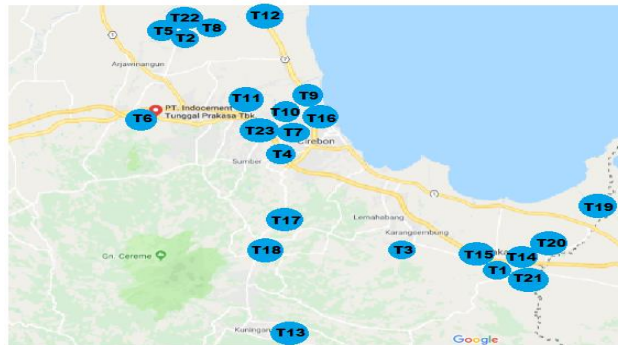 T22
T12
T5
T8
T2
Arjawinangun
T9
T11
PT. Indocement
Tunggal Prakasa Tbk
T10
T6
T16
T23
T7
Cirebon
T4
Sumber
T19
T17
Lemahabang
Karangsembung
T20
T18
T3
T15
T14
Gn. Cereme
T1
T21
Kuningan
T13
Google